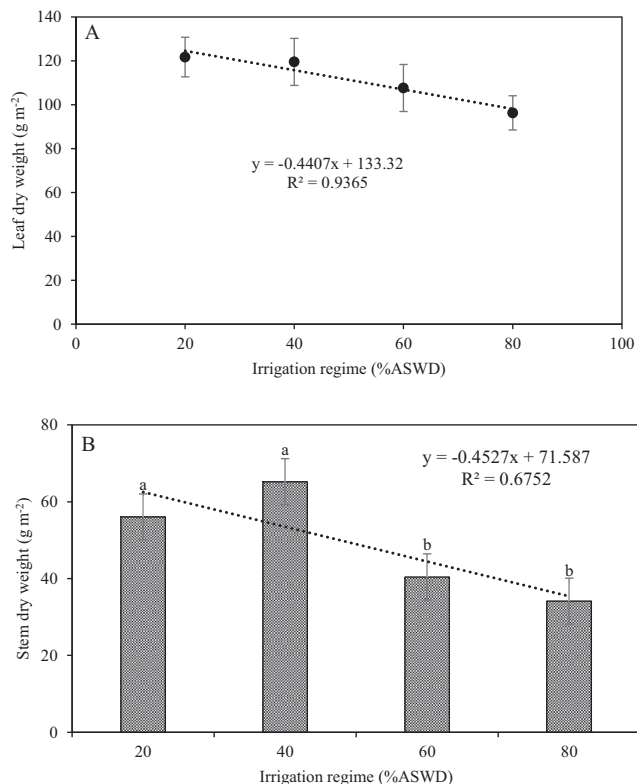 A
140
120
100
80
60
40
20
0
Leaf dry weight (g m⁻²)
y = -0.4407x + 133.32
R² = 0.9365
0 20 40 60 80 100
Irrigation regime (%ASWD)
B
80
60
40
20
0
Stem dry weight (g m⁻²)
a a b b
y = -0.4527x + 71.587
R² = 0.6752
20 40 60 80
Irrigation regime (%ASWD)